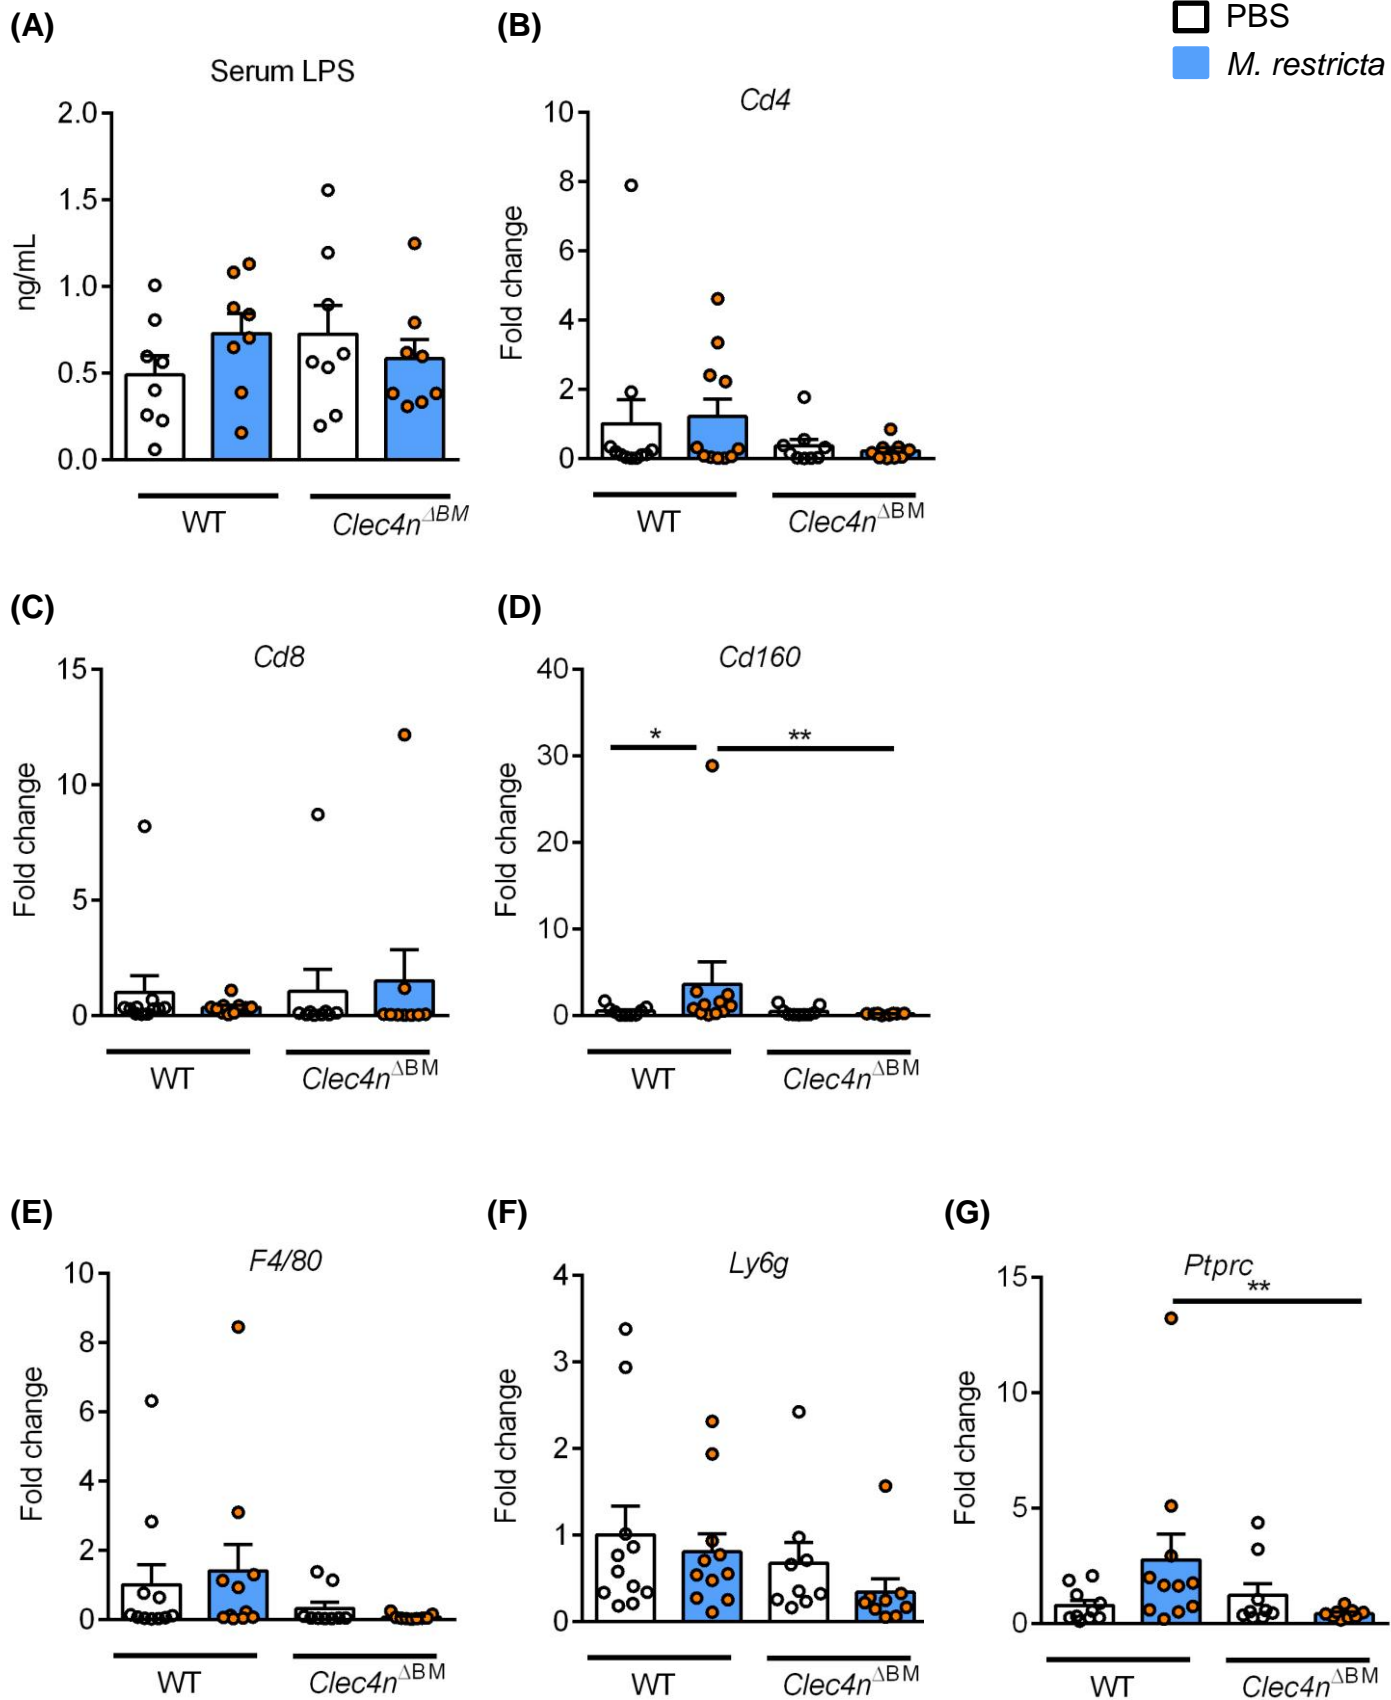 (A)
(B)
PBS
M. restricta
Serum LPS
2.0
1.5
1.0
0.5
0.0
ng/mL
WT
Clec4nΔBM
Cd4
10
8
6
4
2
0
Fold change
WT
Clec4nΔBM
(C)
(D)
Cd8
15
10
5
0
Fold change
WT
Clec4nΔBM
Cd160
40
30
20
10
0
Fold change
*
**
WT
Clec4nΔBM
(E)
(F)
(G)
F4/80
10
8
6
4
2
0
Fold change
WT
Clec4nΔBM
Ly6g
4
3
2
1
0
Fold change
WT
Clec4nΔBM
Ptprc
**
15
10
5
0
Fold change
WT
Clec4nΔBM